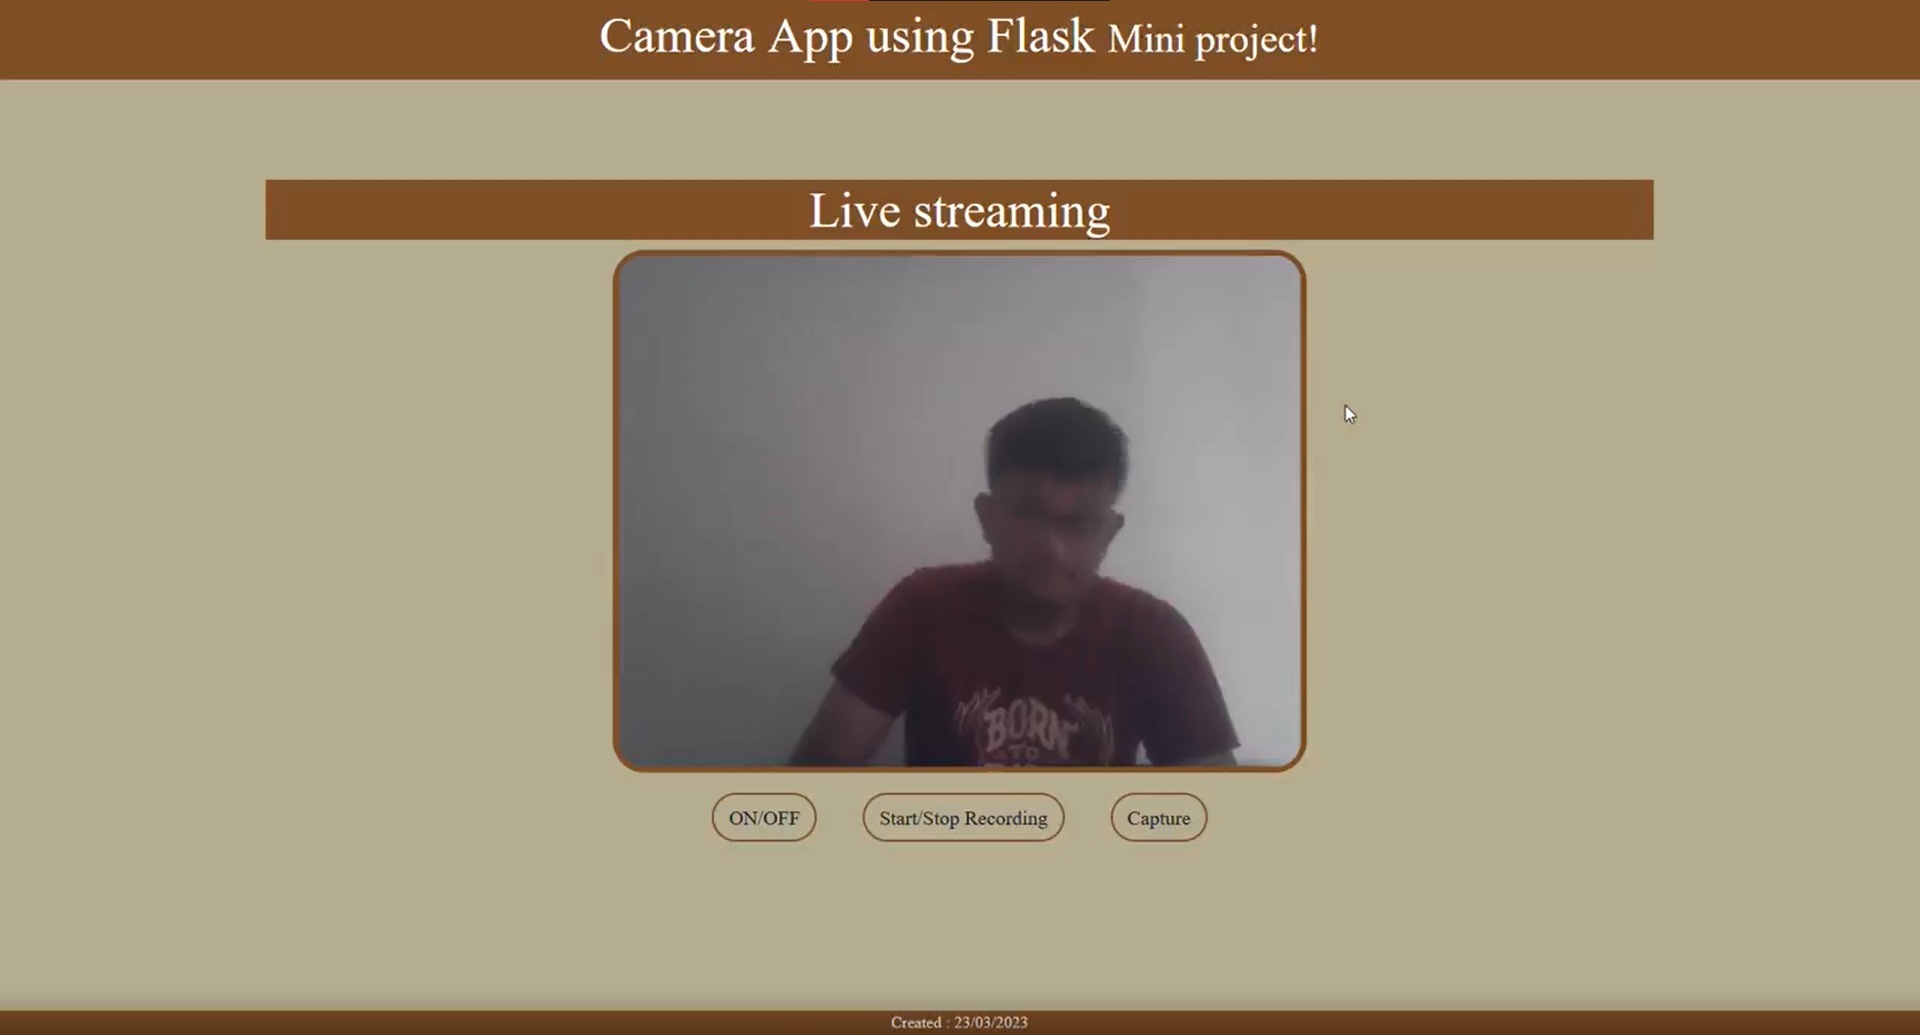 Camera App using Flask Mini project!
Live streaming
BORN
TO
ON/OFF
Start/Stop Recording
Capture
Created : 23/03/2023